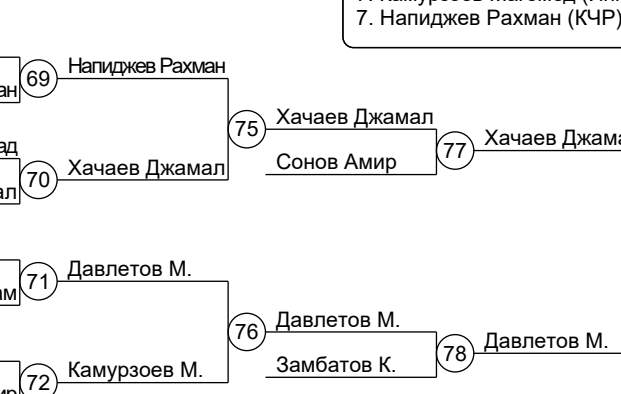 7. Напиджев Рахман (КЧР)
69
Напиджев Рахман
75
Хачаев Джамал
70
Хачаев Джамал
Сонов Амир
77
71
Давлетов М.
76
Давлетов М.
72
Камурзоев М.
Замбатов К.
78
Давлетов М.